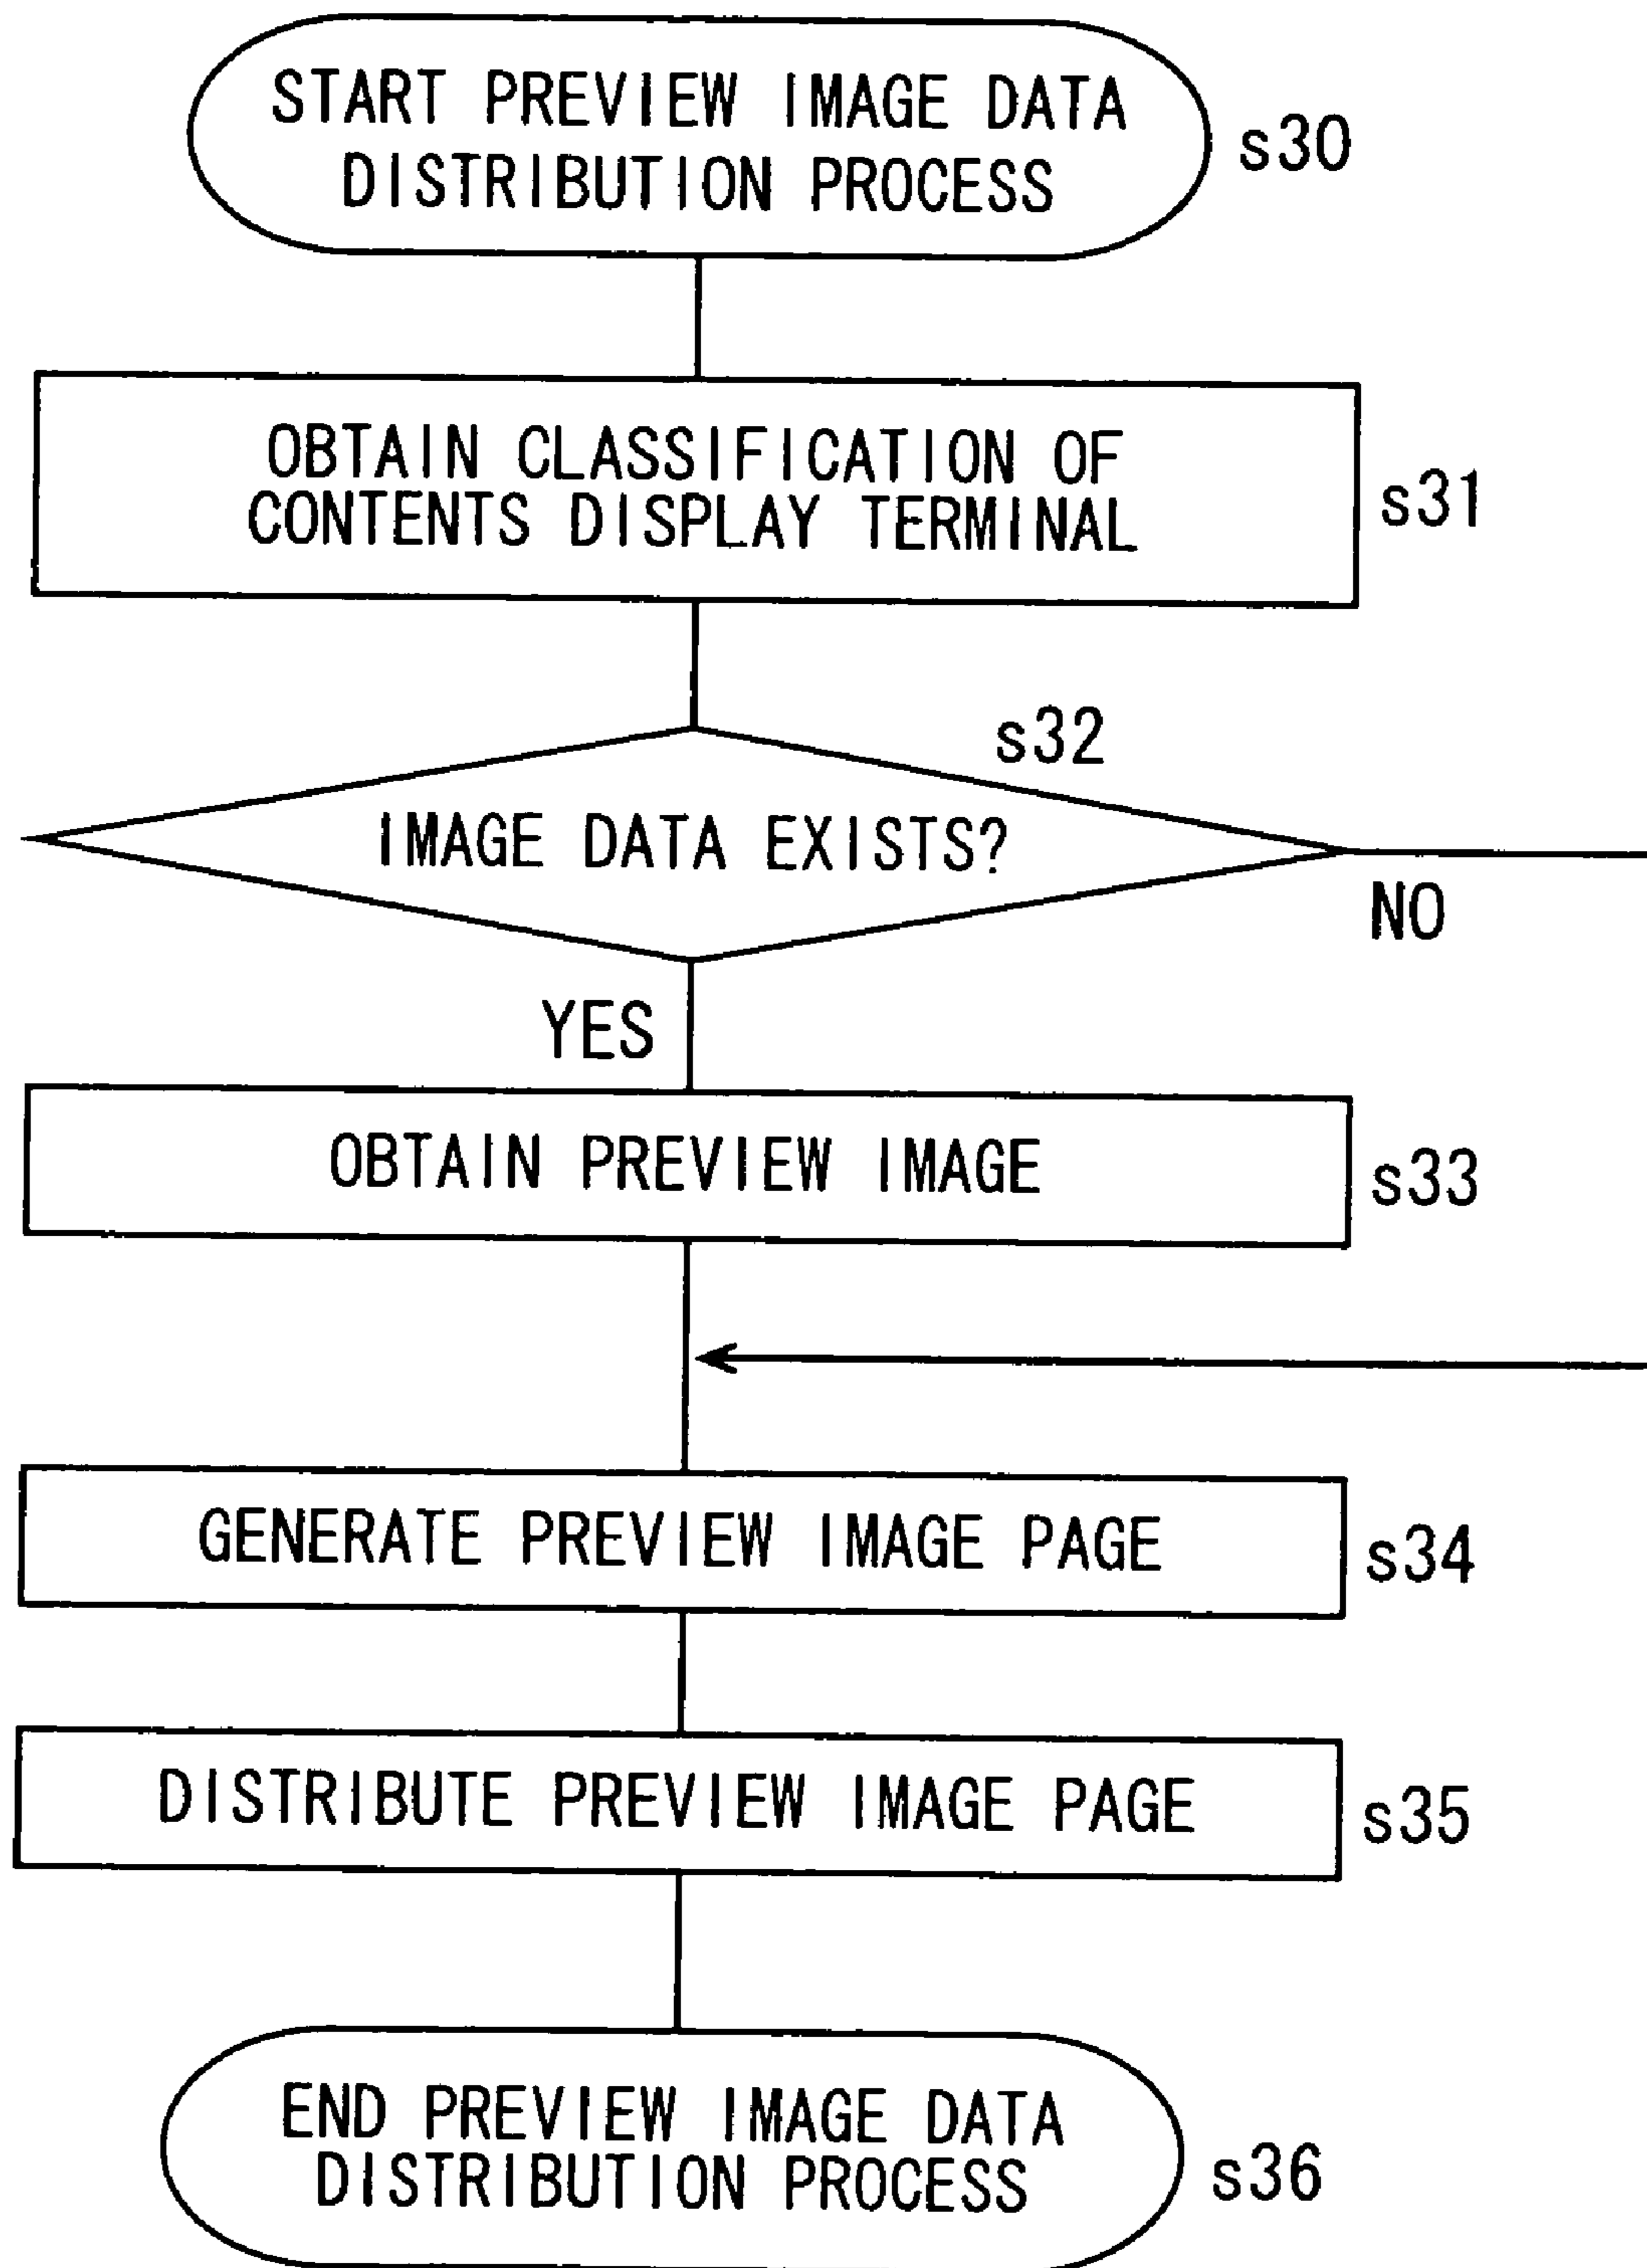 START PREVIEW IMAGE DATA
DISTRIBUTION PROCESS
s30
OBTAIN CLASSIFICATION OF
CONTENTS DISPLAY TERMINAL
s31
s32
IMAGE DATA EXISTS?
NO
YES
OBTAIN PREVIEW IMAGE
s33
GENERATE PREVIEW IMAGE PAGE
s34
DISTRIBUTE PREVIEW IMAGE PAGE
s35
END PREVIEW IMAGE DATA
DISTRIBUTION PROCESS
s36